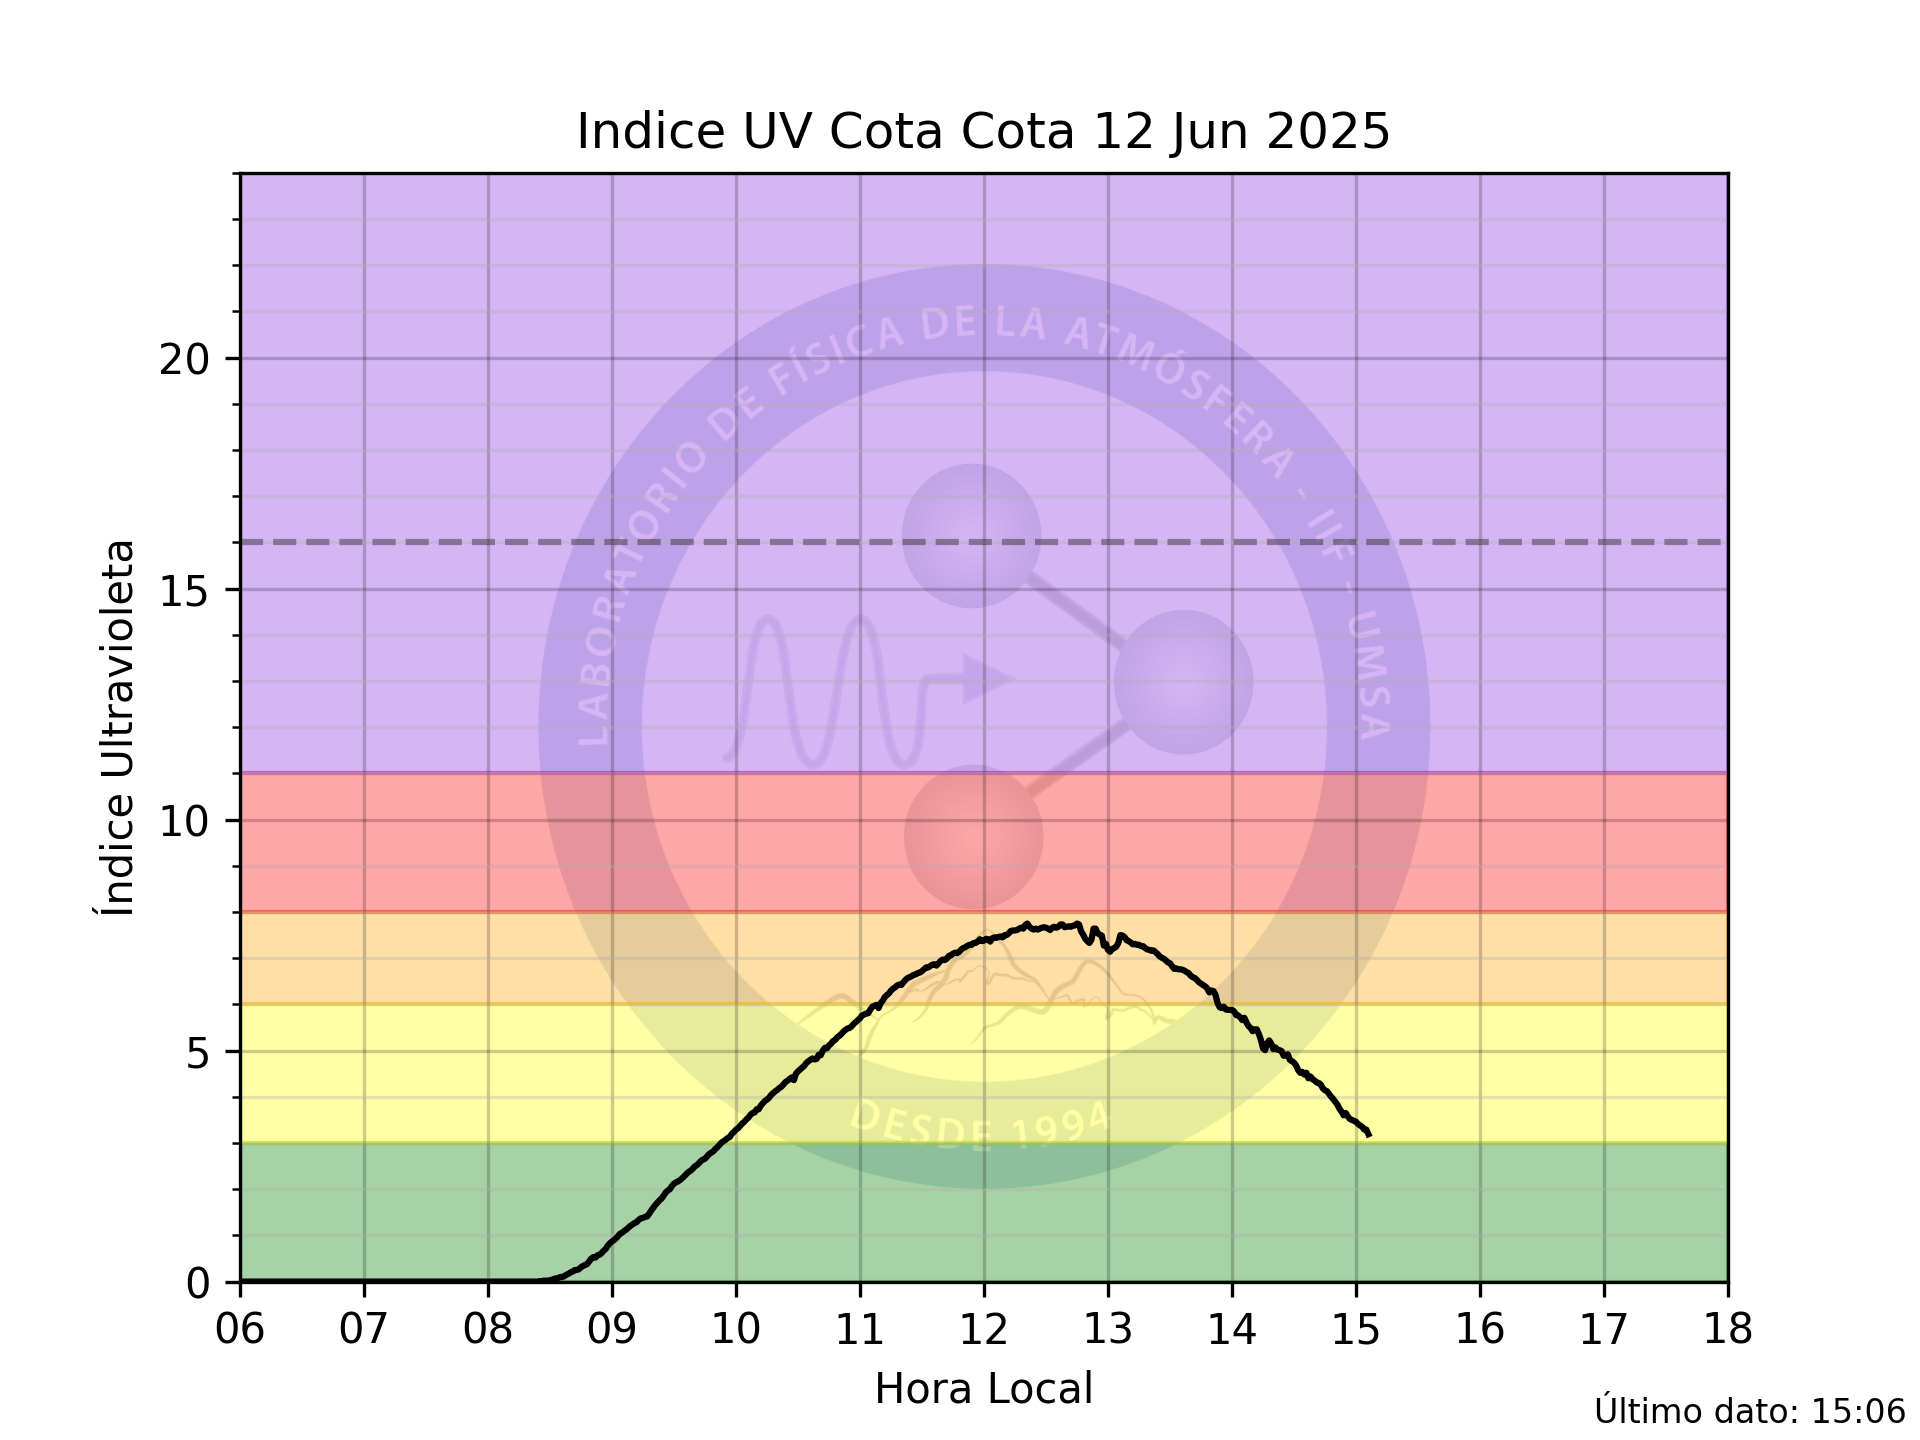 Indice UV Cota Cota 12 Jun 2025
Índice Ultravioleta
20
15
10
5
0
LABORATORIO DE FÍSICA DE LA ATMÓSFERA - IIF - UMSA
DESDE 1994
06 07 08 09 10 11 12 13 14 15 16 17 18
Hora Local
Último dato: 15:06